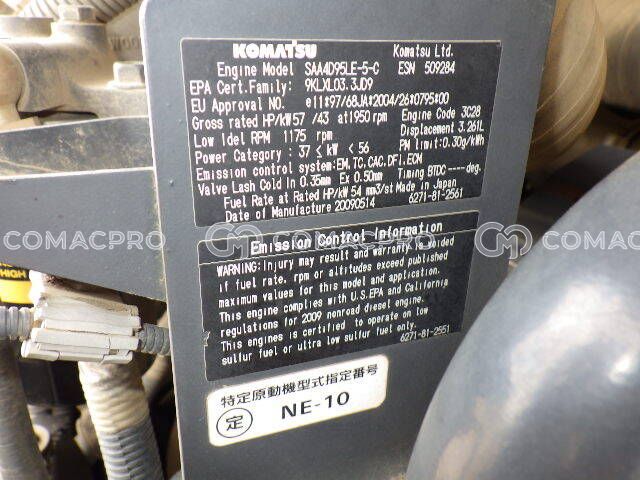 KOMATSU Komatsu Ltd.
Engine Model SAA4D95LE-5-C ESN 509284
EPA Cert.Family: 9KLXL03.3JD9
EU Approval NO. e11*97/68JA*2004/26*0795*00
Gross rated HP/kW 57 /43 at 1950 rpm Engine Code 3C28
Low Idel RPM 1175 rpm Displacement 3.261L
Power Category : 37 ≤ kW < 56 PM limit:0.30g/kWh
Emission control system:EM,TC,CAC,DFI,ECM
Valve Lash Cold In 0.35mm Ex 0.50mm Timing BTDC ----deg.
Fuel Rate at Rated HP/kW 54 mm3/st Made in Japan
Date of Manufacture 20090514 6271-81-2561
COMACPRO COMACPRO COMACPRO
Emission Control Information
WARNING:Injury may result and warranty is voided
if fuel rate, rpm or altitudes exceed published
maximum values for this model and application.
This engine complies with U.S.EPA and California
regulations for 2009 nonroad diesel engine.
This engines is certified to operate on low
sulfur fuel or ultra low sulfur fuel only.
6271-81-2551
HIGH
特定原動機型式指定番号
定 NE-10